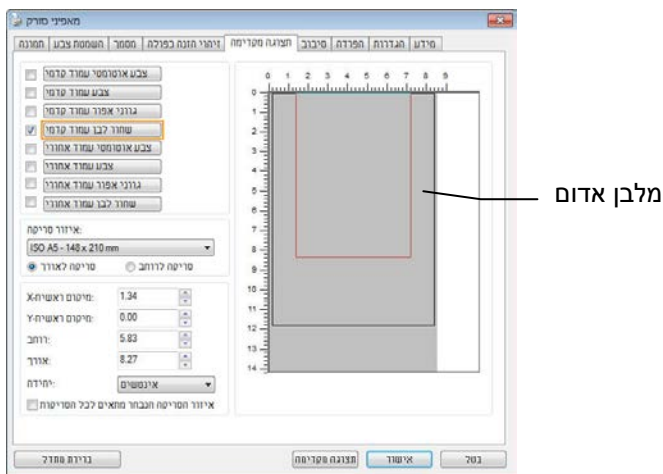 מאפייני סורק
תמונה השמטת צבע מסמך זיהוי הזנה כפולה תצוגה מקדימה סיבוב הפרדה הגדרות מידע
צבע אוטומטי עמוד קדמי
צבע עמוד קדמי
גווני אפור עמוד קדמי
שחור לבן עמוד קדמי
צבע אוטומטי עמוד אחורי
צבע עמוד אחורי
גווני אפור עמוד אחורי
שחור לבן עמוד אחורי
איזור סריקה:
ISO A5 - 148 x 210 mm
סריקה לאורך סריקה לרוחב
מיקום ראשית-X: 1.34
מיקום ראשית-Y: 0.00
רוחב: 5.83
אורך: 8.27
יחידת: אינטשים
איזור הסריקה הנבחר מתאים לכל הסריקות
0 1 2 3 4 5 6 7 8 9
0
1
2
3
4
5
6
7
8
9
10
11
12
13
14
מלבן אדום
ברירת מחדל תצוגה מקדימה אישור בטל